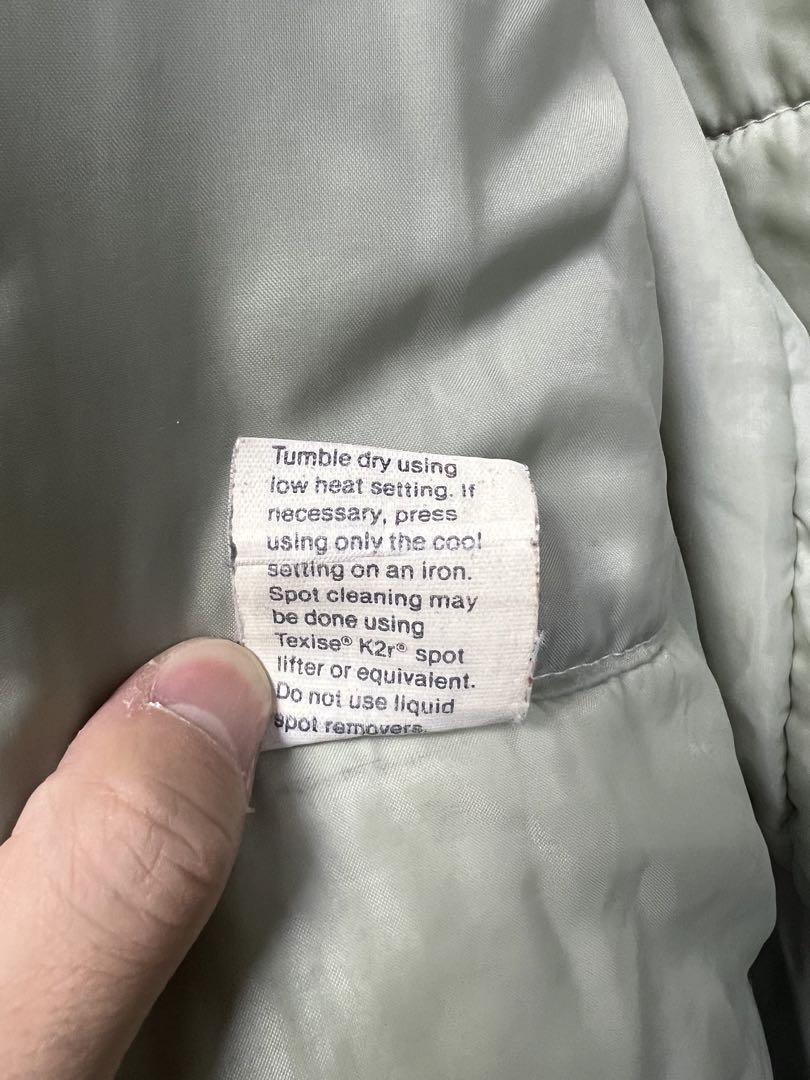 Tumble dry using
low heat setting. If
necessary, press
using only the cool
setting on an iron.
Spot cleaning may
be done using
Texise® K2r® spot
lifter or equivalent.
Do not use liquid
spot removers.